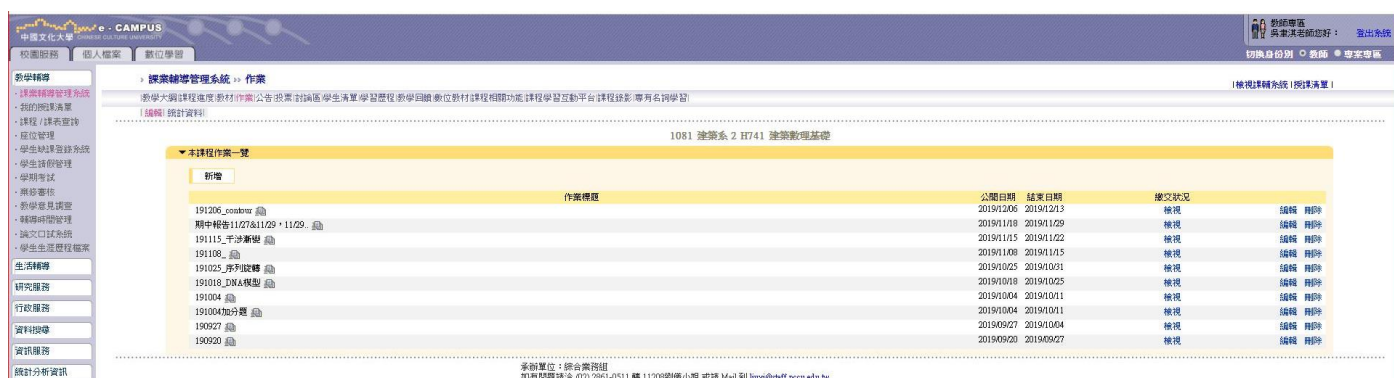 e - CAMPUS
中國文化大學 CHINESE CULTURE UNIVERSITY
教師專區
吳聿淇老師您好： 登出系統
校園服務 個人檔案 數位學習
切換身份別 教師 專案專區
教學輔導
‧課業輔導管理系統
‧我的授課清單
‧課程 / 課表查詢
‧座位管理
‧學生缺課登錄系統
‧學生請假管理
‧學期考試
‧棄修審核
‧教學意見調查
‧輔導時間管理
‧論文口試系統
‧學生生涯歷程檔案
生活輔導
研究服務
行政服務
資料搜尋
資訊服務
統計分析資訊
› 課業輔導管理系統 ›› 作業
|檢視課輔系統 |授課清單 |
|教學大綱|課程進度|教材|作業|公告|投票|討論區|學生清單|學習歷程|教學回饋|數位教材|課程相關功能|課程學習互動平台|課程錄影|專有名詞學習|
| 編輯| 統計資料|
1081 建築系 2 H741 建築數理基礎
▼本課程作業一覽
新增
作業標題 公開日期 結束日期 繳交狀況
191206_contour 2019/12/06 2019/12/13 檢視 編輯 刪除
期中報告11/27&11/29，11/29.. 2019/11/18 2019/11/29 檢視 編輯 刪除
191115_干涉漸變 2019/11/15 2019/11/22 檢視 編輯 刪除
191108_ 2019/11/08 2019/11/15 檢視 編輯 刪除
191025_序列旋轉 2019/10/25 2019/10/31 檢視 編輯 刪除
191018_DNA模型 2019/10/18 2019/10/25 檢視 編輯 刪除
191004 2019/10/04 2019/10/11 檢視 編輯 刪除
191004加分題 2019/10/04 2019/10/11 檢視 編輯 刪除
190927 2019/09/27 2019/10/04 檢視 編輯 刪除
190920 2019/09/20 2019/09/27 檢視 編輯 刪除
承辦單位：綜合業務組
如有問題請洽 (02) 2861-0511 轉 11208